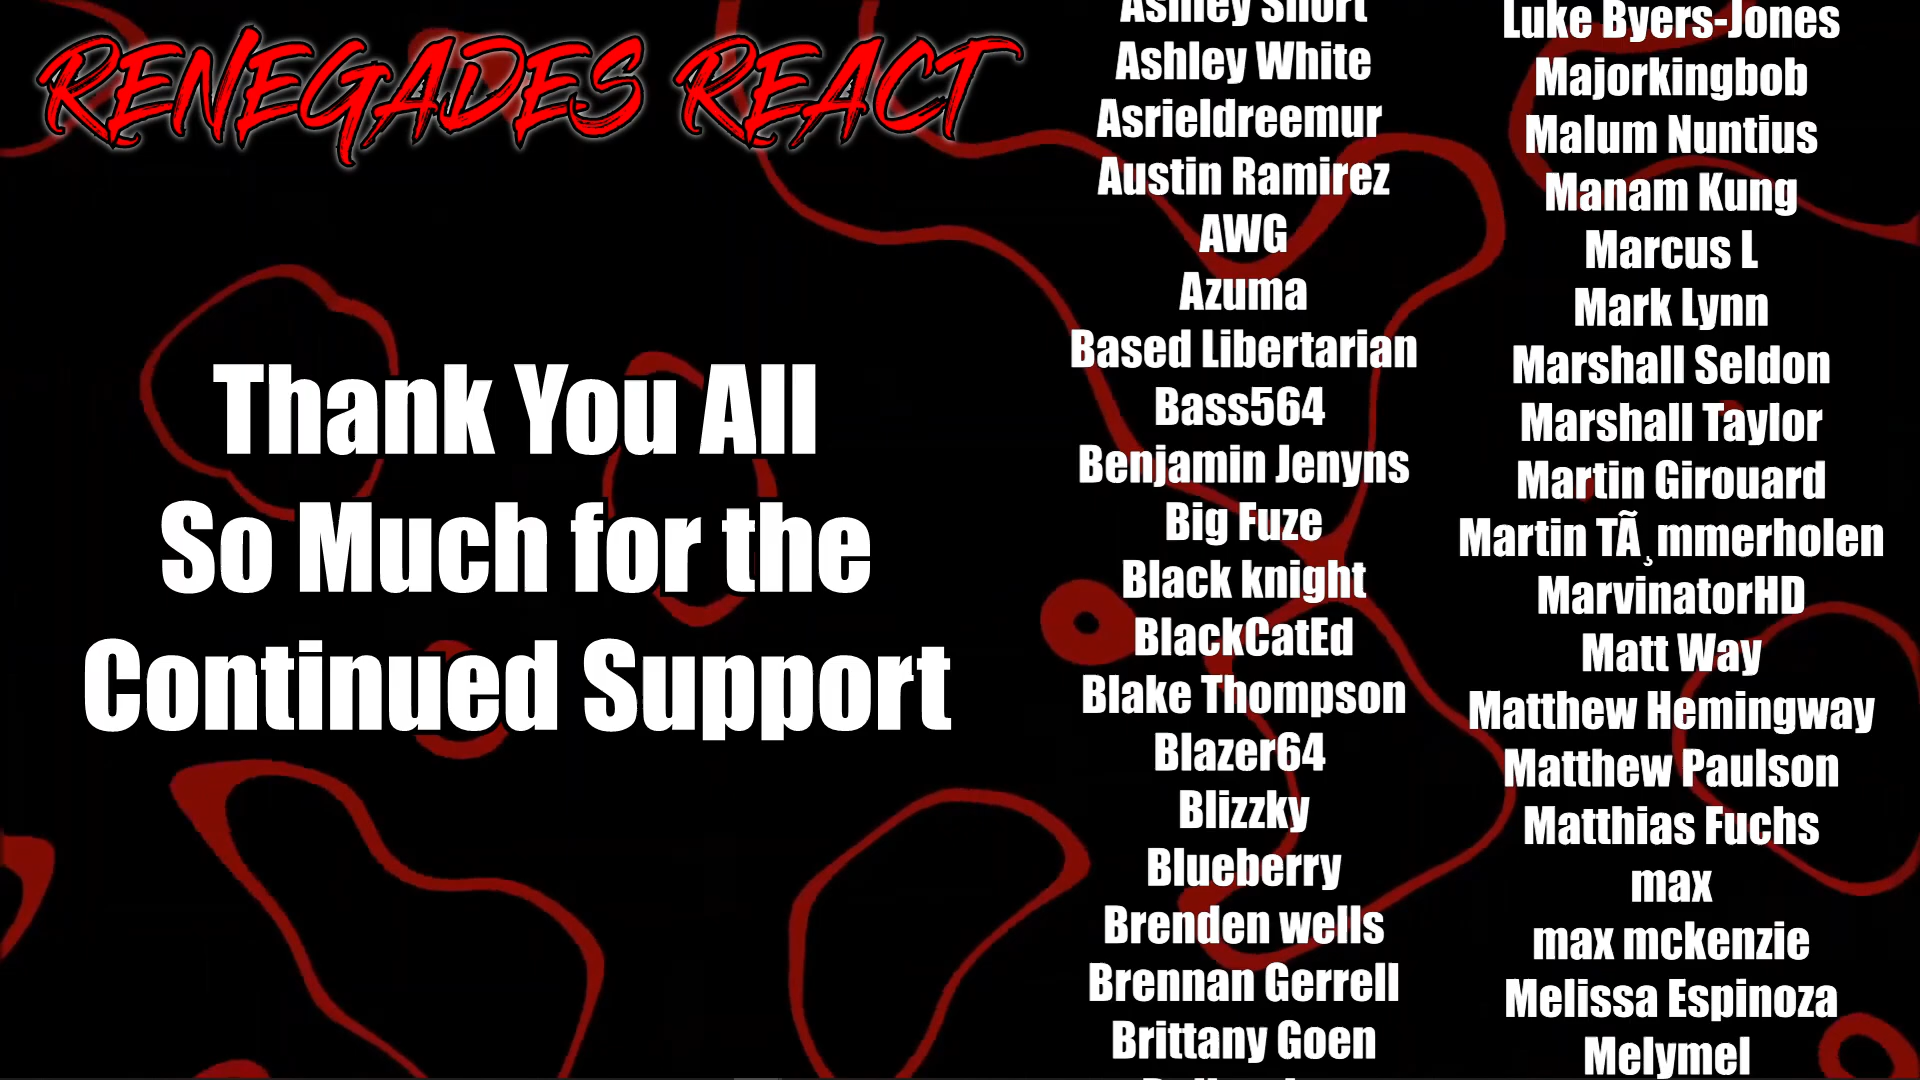 RENEGADES REACT
Thank You All
So Much for the
Continued Support
Ashley Short
Ashley White
Asrieldreemur
Austin Ramirez
AWG
Azuma
Based Libertarian
Bass564
Benjamin Jenyns
Big Fuze
Black knight
BlackCatEd
Blake Thompson
Blazer64
Blizzky
Blueberry
Brenden wells
Brennan Gerrell
Brittany Goen
Luke Byers-Jones
Majorkingbob
Malum Nuntius
Manam Kung
Marcus L
Mark Lynn
Marshall Seldon
Marshall Taylor
Martin Girouard
Martin TÃ¸mmerholen
MarvinatorHD
Matt Way
Matthew Hemingway
Matthew Paulson
Matthias Fuchs
max
max mckenzie
Melissa Espinoza
Melymel